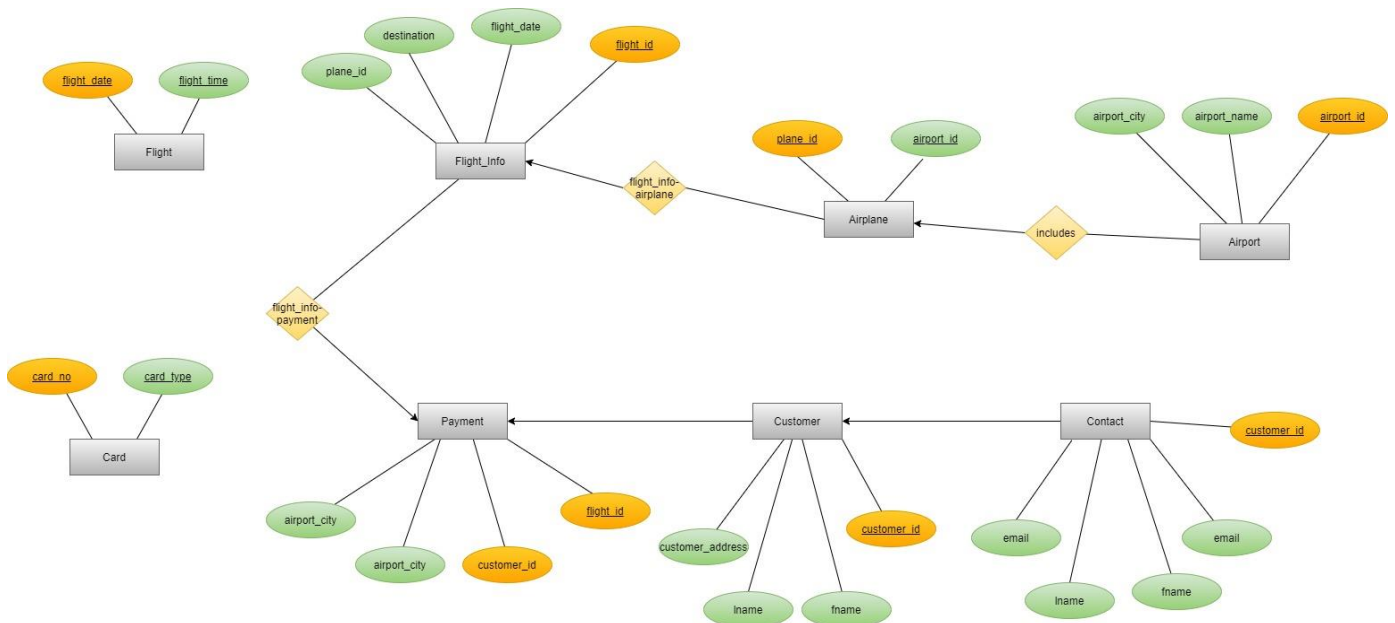 flight_date
flight_time
Flight
plane_id
destination
flight_date
flight_id
Flight_Info
flight_info-
airplane
plane_id
airport_id
Airplane
includes
airport_city
airport_name
airport_id
Airport
flight_info-
payment
card_no
card_type
Card
Payment
airport_city
airport_city
customer_id
flight_id
Customer
customer_address
lname
fname
customer_id
Contact
customer_id
email
lname
fname
email